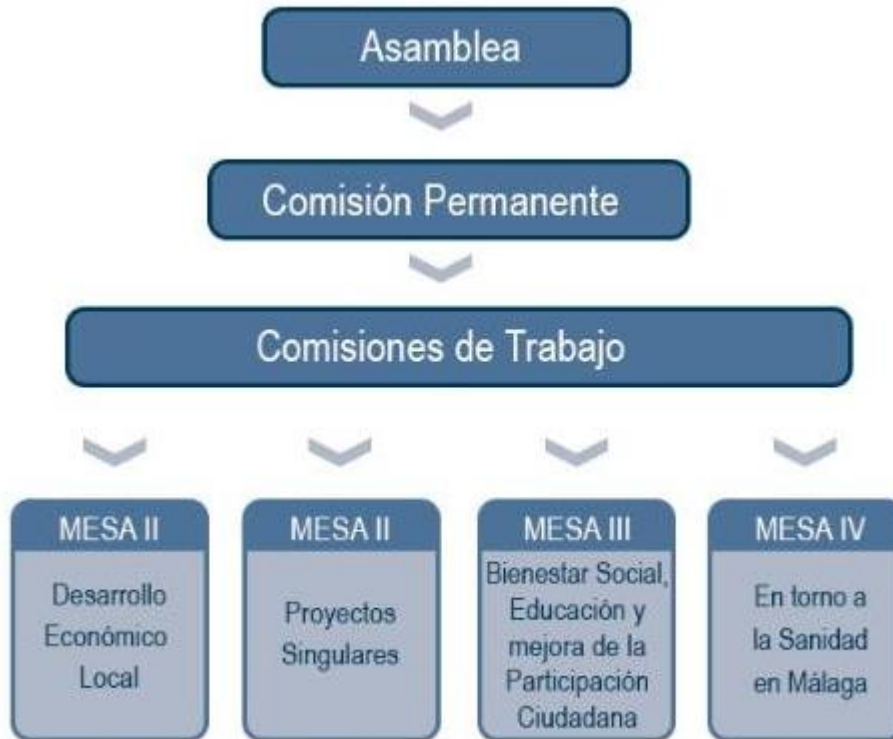 Asamblea
Comisión Permanente
Comisiones de Trabajo
MESA II
Desarrollo
Económico
Local
MESA II
Proyectos
Singulares
MESA III
Bienestar Social,
Educación y
mejora de la
Participación
Ciudadana
MESA IV
En torno a
la Sanidad
en Málaga